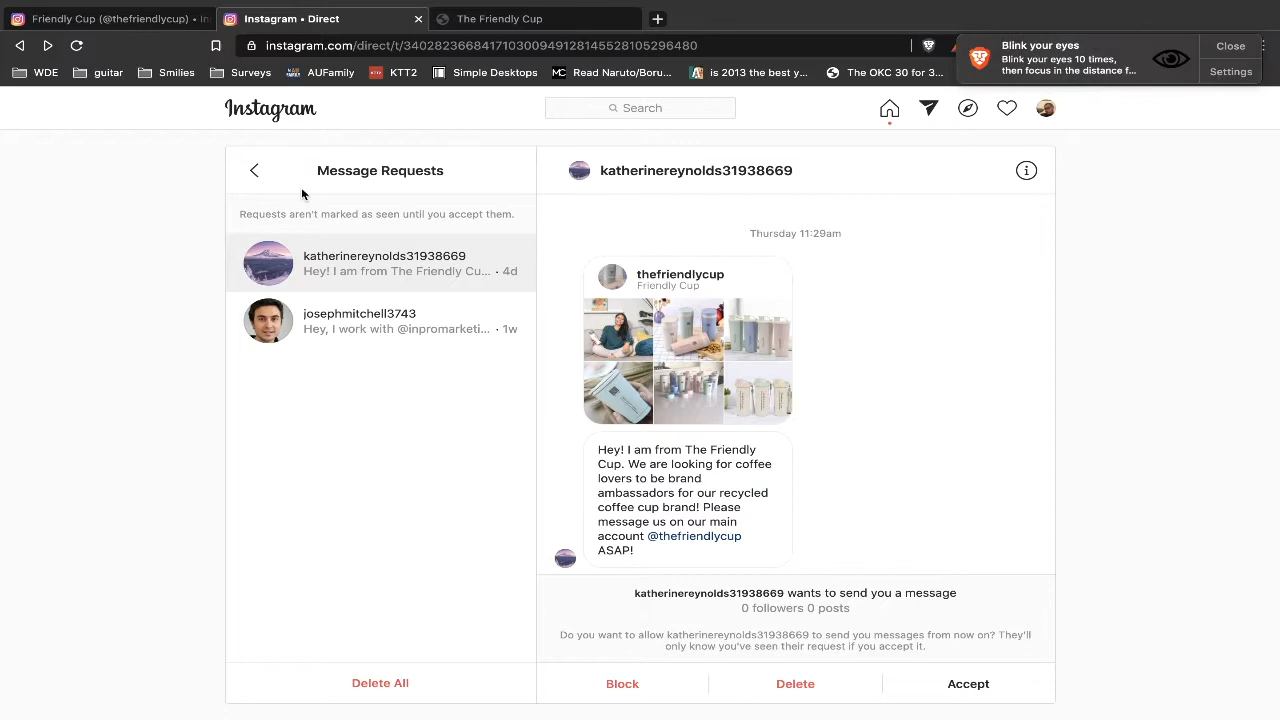 Friendly Cup (@thefriendlycup) • In
Instagram • Direct
The Friendly Cup
instagram.com/direct/t/340282366841710300949128145528105296480
Blink your eyes
Blink your eyes 10 times,
then focus in the distance f...
Close
Settings
WDE
guitar
Smilies
Surveys
AUFamily
KTT2
Simple Desktops
Read Naruto/Boru...
is 2013 the best y...
The OKC 30 for 3...
Instagram
Search
Message Requests
Requests aren't marked as seen until you accept them.
katherinereynolds31938669
Hey! I am from The Friendly Cu... • 4d
josephmitchell3743
Hey, I work with @inpromarketi... • 1w
Delete All
katherinereynolds31938669
Thursday 11:29am
thefriendlycup
Friendly Cup
Hey! I am from The Friendly
Cup. We are looking for coffee
lovers to be brand
ambassadors for our recycled
coffee cup brand! Please
message us on our main
account @thefriendlycup
ASAP!
katherinereynolds31938669 wants to send you a message
0 followers 0 posts
Do you want to allow katherinereynolds31938669 to send you messages from now on? They'll
only know you've seen their request if you accept it.
Block
Delete
Accept